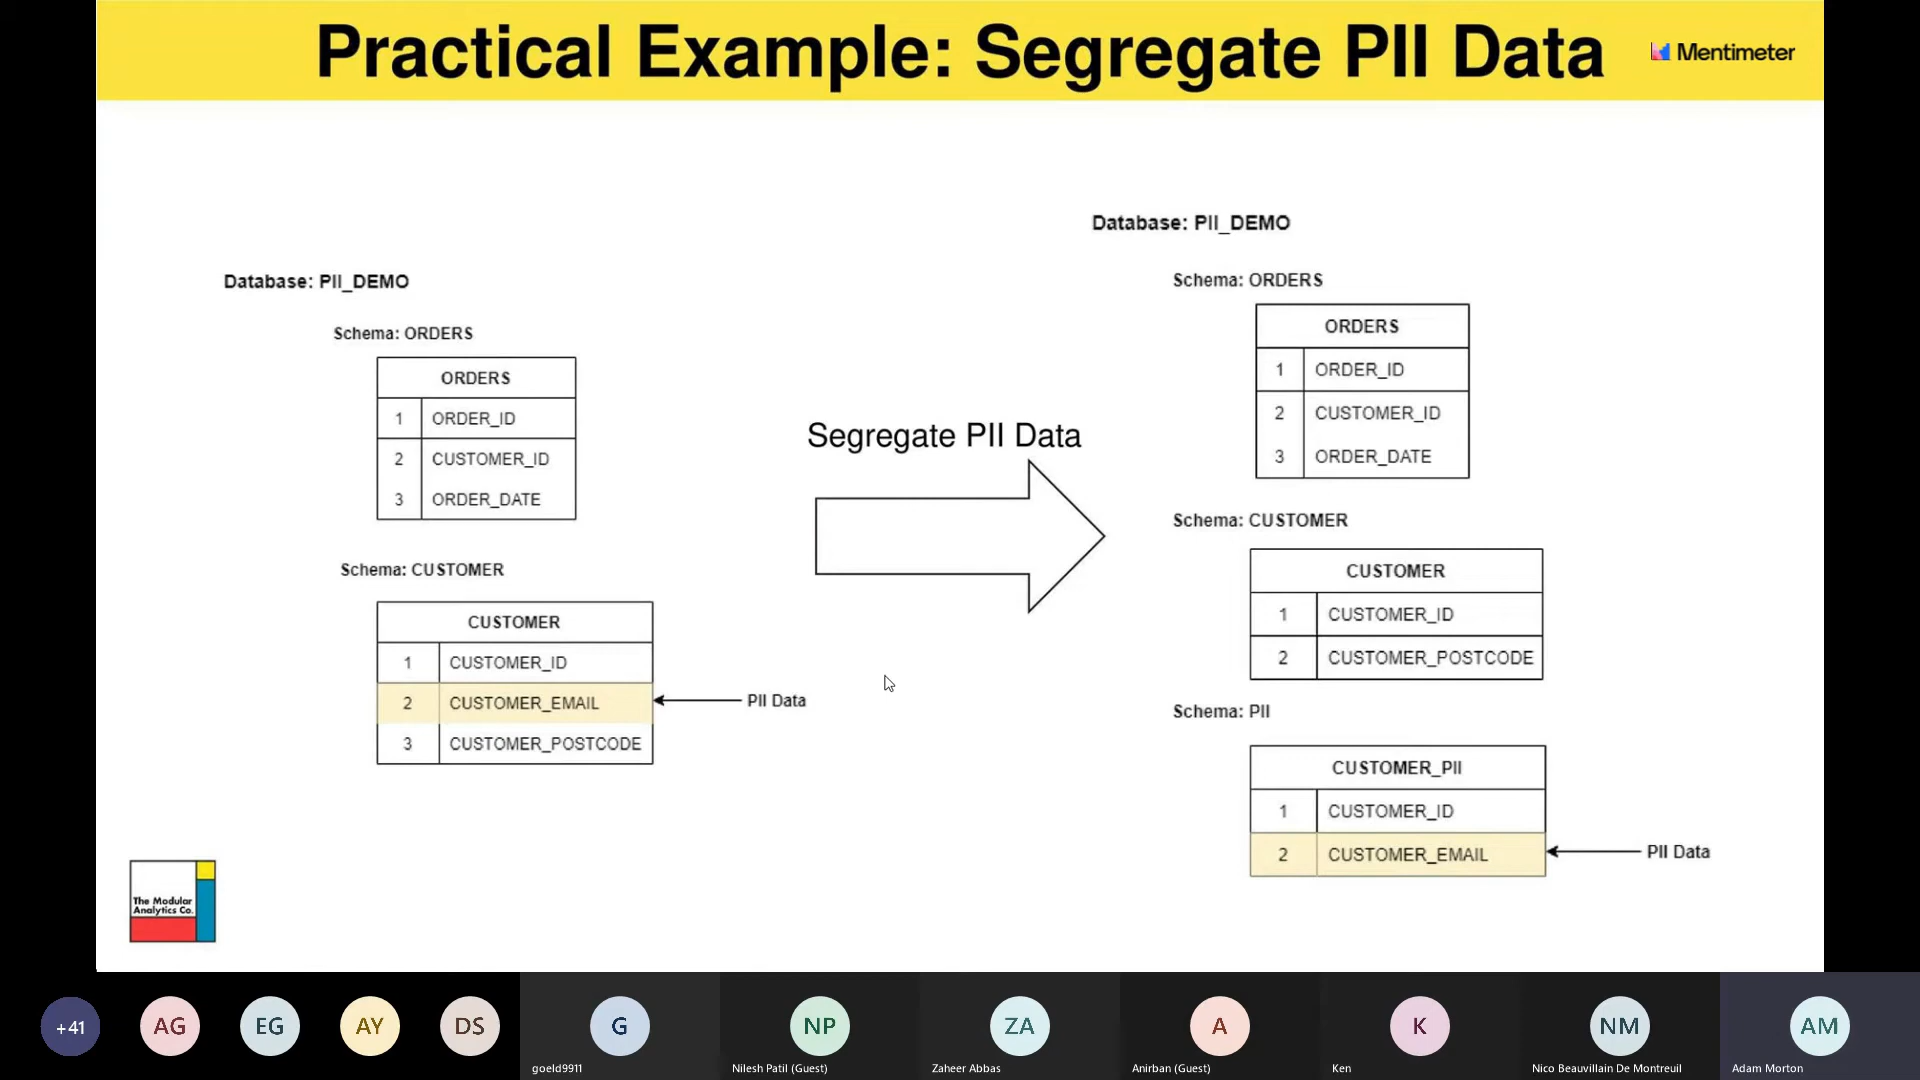 Practical Example: Segregate PII Data
Mentimeter
Database: PII_DEMO
Schema: ORDERS
ORDERS
1 ORDER_ID
2 CUSTOMER_ID
3 ORDER_DATE
Schema: CUSTOMER
CUSTOMER
1 CUSTOMER_ID
2 CUSTOMER_EMAIL
3 CUSTOMER_POSTCODE
PII Data
Segregate PII Data
Database: PII_DEMO
Schema: ORDERS
ORDERS
1 ORDER_ID
2 CUSTOMER_ID
3 ORDER_DATE
Schema: CUSTOMER
CUSTOMER
1 CUSTOMER_ID
2 CUSTOMER_POSTCODE
Schema: PII
CUSTOMER_PII
1 CUSTOMER_ID
2 CUSTOMER_EMAIL
PII Data
The Modular
Analytics Co.
+41
AG
EG
AY
DS
G
goeld9911
NP
Nilesh Patil (Guest)
ZA
Zaheer Abbas
A
Anirban (Guest)
K
Ken
NM
Nico Beauvillain De Montreuil
AM
Adam Morton